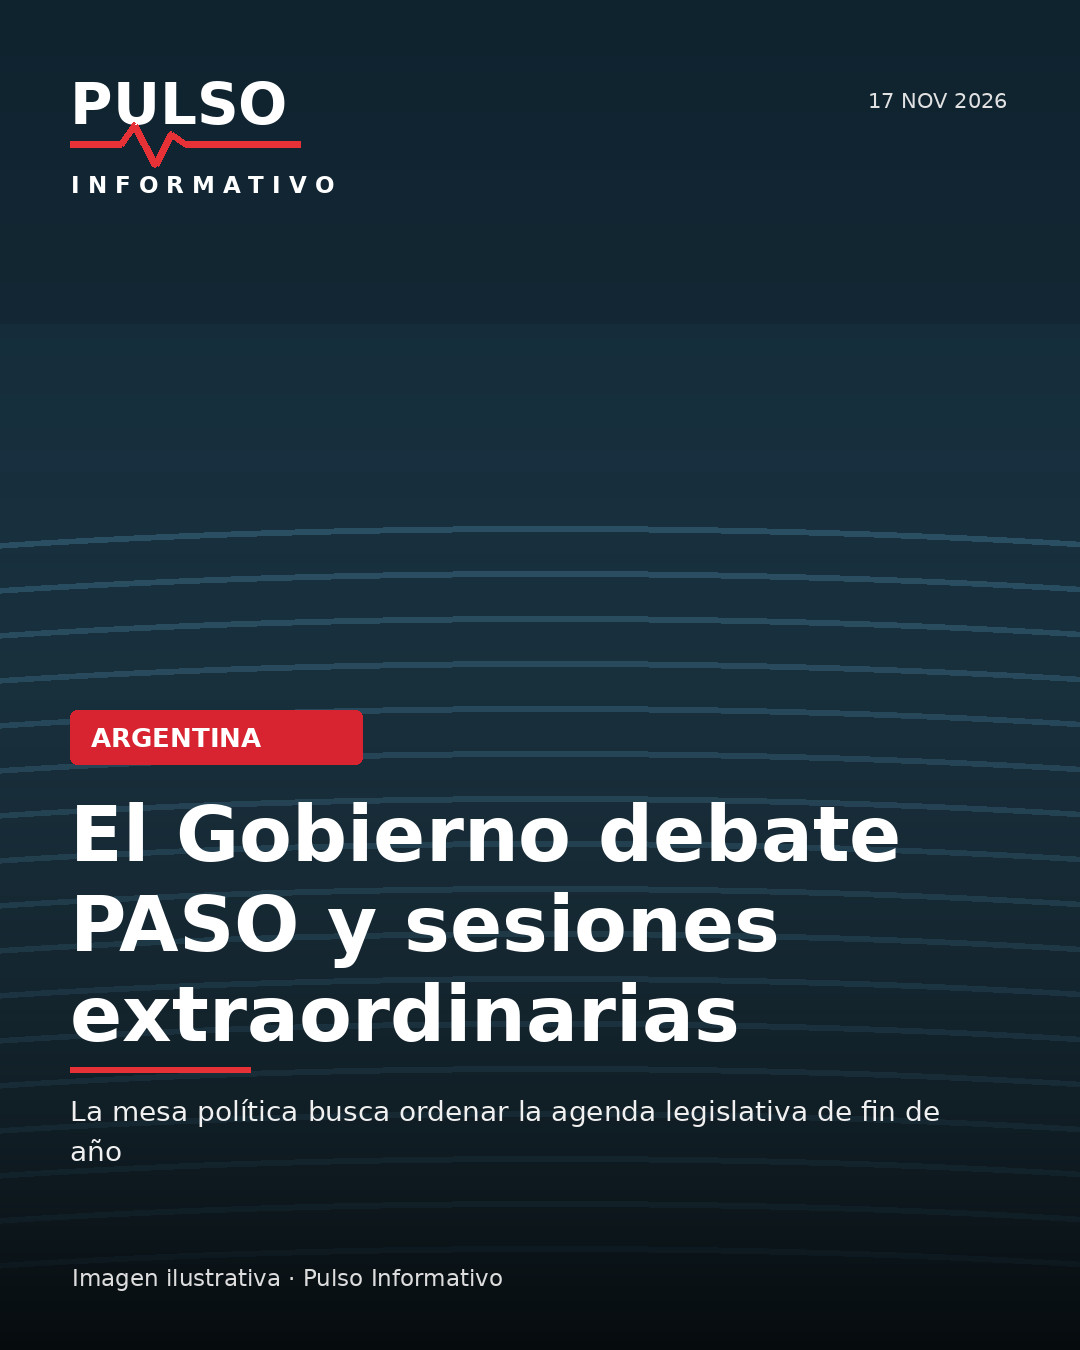 PULSO
INFORMATIVO
17 NOV 2026
ARGENTINA
El Gobierno debate
PASO y sesiones
extraordinarias
La mesa política busca ordenar la agenda legislativa de fin de
año
Imagen ilustrativa · Pulso Informativo